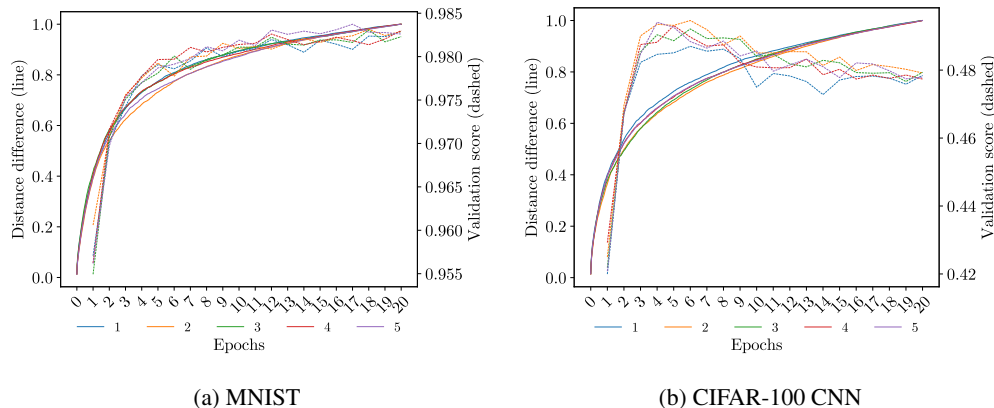 1.0
0.8
0.6
0.4
0.2
0.0
Distance difference (line)
0.985
0.980
0.975
0.970
0.965
0.960
0.955
Validation score (dashed)
0 1 2 3 4 5 6 7 8 9 10 11 12 13 14 15 16 17 18 19 20
1 2 3 4 5
Epochs
(a) MNIST
1.0
0.8
0.6
0.4
0.2
0.0
Distance difference (line)
0.48
0.46
0.44
0.42
Validation score (dashed)
0 1 2 3 4 5 6 7 8 9 10 11 12 13 14 15 16 17 18 19 20
1 2 3 4 5
Epochs
(b) CIFAR-100 CNN